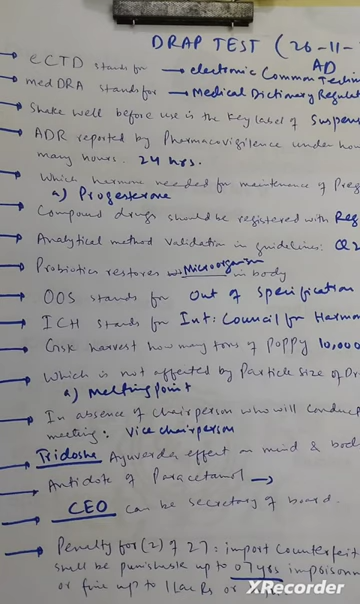 DRAP TEST (26-11-
AD
eCTD stands for → electronic Common Techni
medDRA stands for → Medical Dictionary Regulat
Shake well before use is the key label of Suspens
ADR reported by Pharmacovigilence under how
many hours. 24 hrs.
Which hormone needed for maintenance of Preg
a) Progesterone
Compound drugs should be registered with Reg
Analytical method validation in guideline: Q2
Probiotics restores Microorganism in body
OOS stands for Out of Specification
ICH stands for Int: Council for Harmon
harvest how many tons of Poppy 10,000
Which is not affected by Particle size of Dr
a) Melting Point
In absence of chairperson who will conduct
meeting: Vice chairperson
Tridosha Ayurveda effect on mind & bod
Antidote of Paracetamol →
CEO can be secretary of board.
Penalty for (2) of 27: import Counterfeit
shall be punish up to 07 yrs
or fine up to 1 lac Rs or
XRecorder